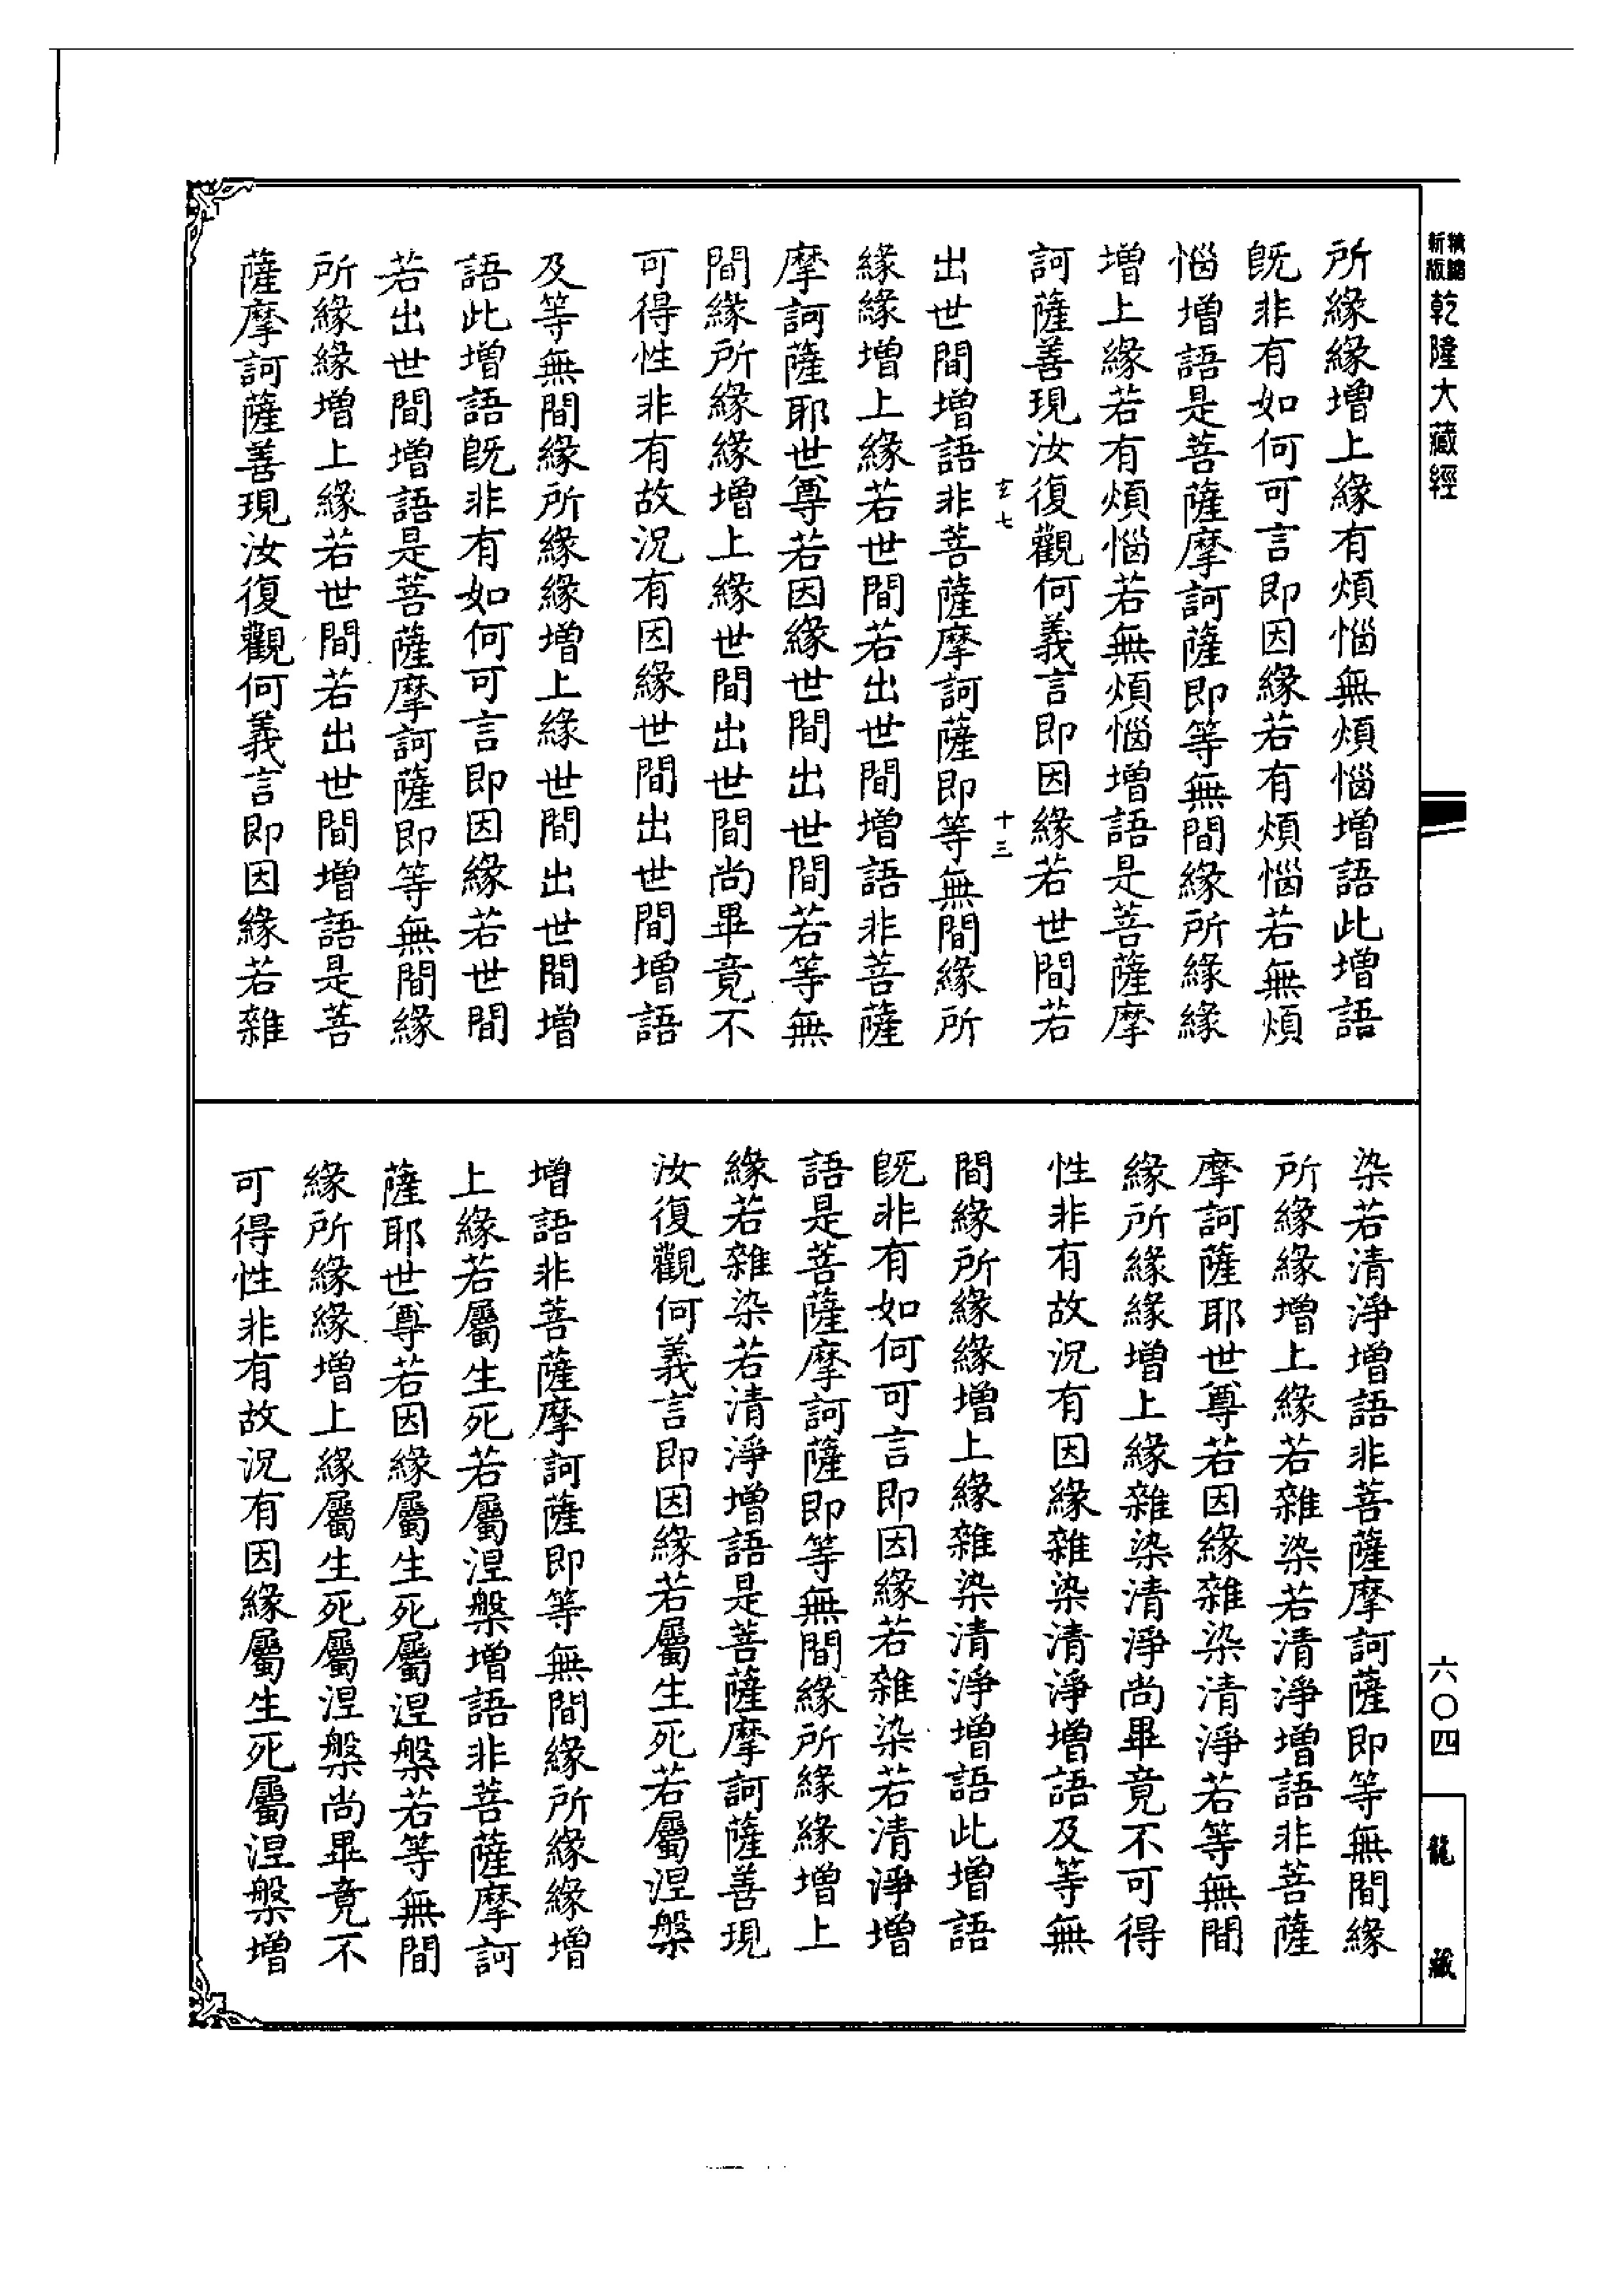 精縮新版乾隆大藏經
所緣緣增上緣有煩惱無煩惱增語此增語
旣非有如何可言即因緣若有煩惱若無煩
惱增語是菩薩摩訶薩即等無間緣所緣緣
增上緣若有煩惱若無煩惱增語是菩薩摩
訶薩善現汝復觀何義言即因緣若世間若
玄七 十三
出世間增語非菩薩摩訶薩即等無間緣所
緣緣增上緣若世間若出世間增語非菩薩
摩訶薩耶世尊若因緣世間出世間若等無
間緣所緣緣增上緣世間出世間尚畢竟不
可得性非有故況有因緣世間出世間增語
及等無間緣所緣緣增上緣世間出世間增
語此增語旣非有如何可言即因緣若世間
若出世間增語是菩薩摩訶薩即等無間緣
所緣緣增上緣若世間若出世間增語是菩
薩摩訶薩善現汝復觀何義言即因緣若雜
染若清淨增語非菩薩摩訶薩即等無間緣
所緣緣增上緣若雜染若清淨增語非菩薩
摩訶薩耶世尊若因緣雜染清淨若等無間
緣所緣緣增上緣雜染清淨尚畢竟不可得
性非有故況有因緣雜染清淨增語及等無
間緣所緣緣增上緣雜染清淨增語此增語
旣非有如何可言即因緣若雜染若清淨增
語是菩薩摩訶薩即等無間緣所緣緣增上
緣若雜染若清淨增語是菩薩摩訶薩善現
汝復觀何義言即因緣若屬生死若屬涅槃
增語非菩薩摩訶薩即等無間緣所緣緣增
上緣若屬生死若屬涅槃增語非菩薩摩訶
薩耶世尊若因緣屬生死屬涅槃若等無間
緣所緣緣增上緣屬生死屬涅槃尚畢竟不
可得性非有故況有因緣屬生死屬涅槃增
六〇四
龍藏